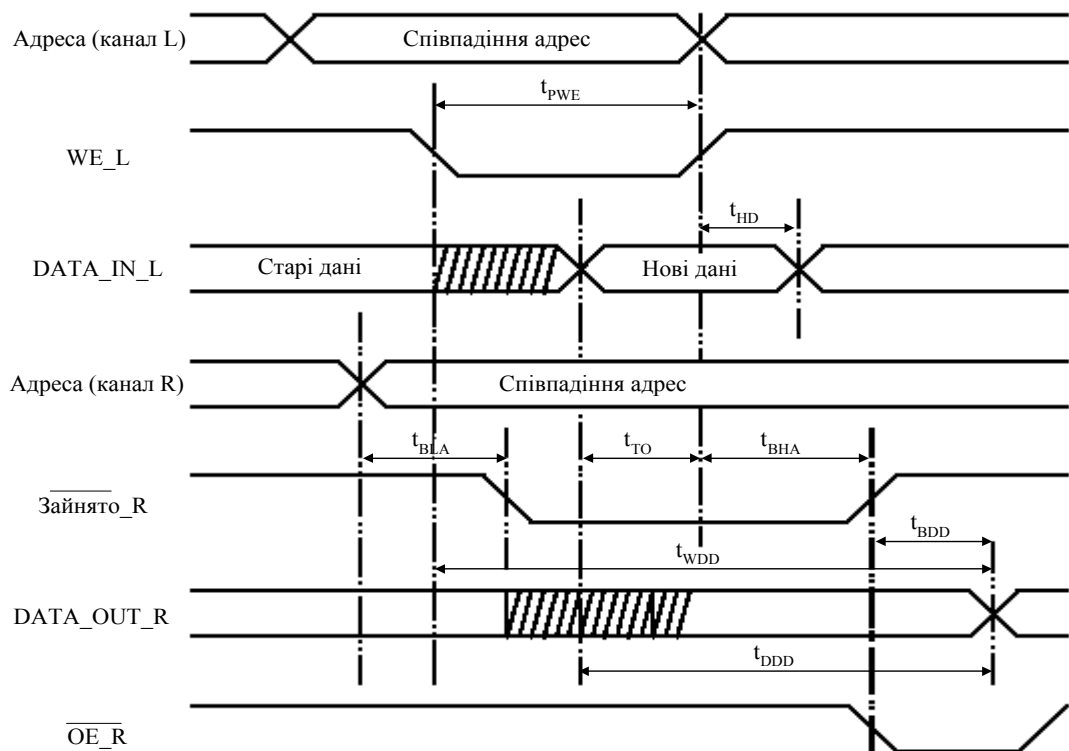 Адреса (канал L)
Співпадіння адрес
t_PWE
WE_L
t_HD
DATA_IN_L
Старі дані
Нові дані
Адреса (канал R)
Співпадіння адрес
t_BLA
t_TO
t_BHA
Зайнято_R
t_BDD
t_WDD
DATA_OUT_R
t_DDD
OE_R